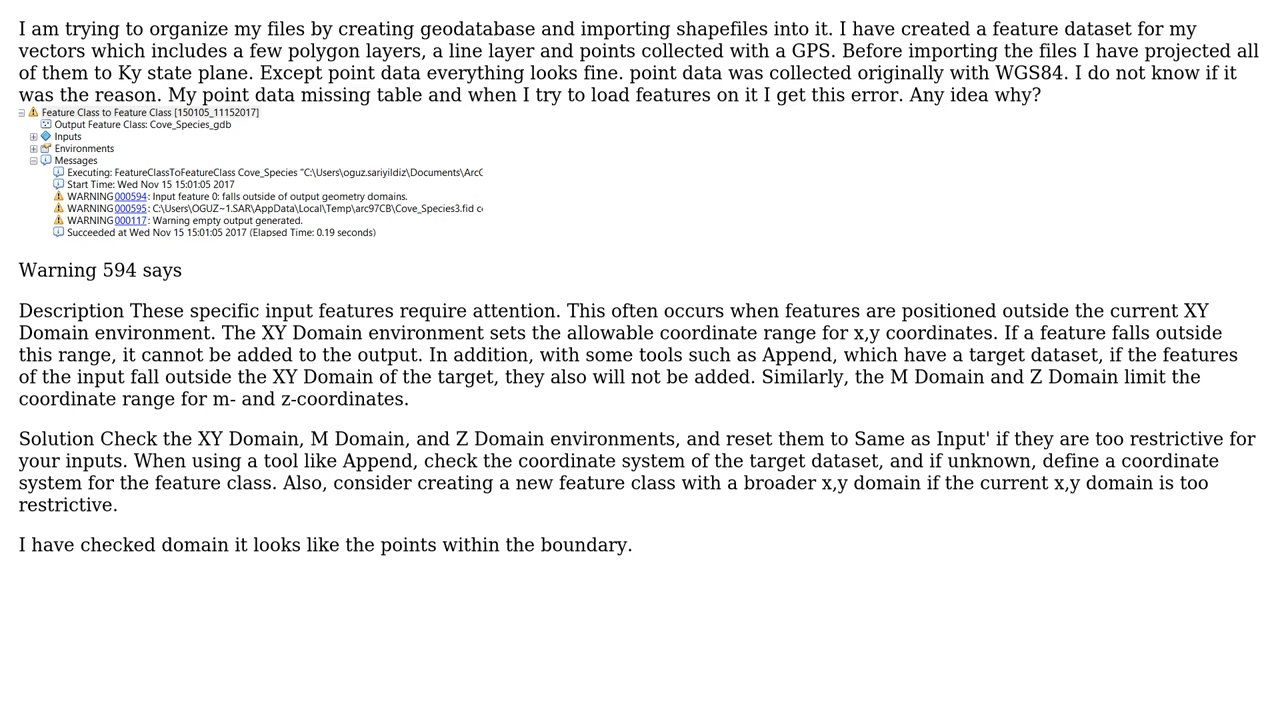 I am trying to organize my files by creating geodatabase and importing shapefiles into it. I have created a feature dataset for my
vectors which includes a few polygon layers, a line layer and points collected with a GPS. Before importing the files I have projected all
of them to Ky state plane. Except point data everything looks fine. point data was collected originally with WGS84. I do not know if it
was the reason. My point data missing table and when I try to load features on it I get this error. Any idea why?
Feature Class to Feature Class [150105_11152017]
Output Feature Class: Cove_Species_gdb
Inputs
Environments
Messages
Executing: FeatureClassToFeatureClass Cove_Species "C:\Users\oguz.sariyildiz\Documents\ArcG
Start Time: Wed Nov 15 15:01:05 2017
WARNING 000594: Input feature 0: falls outside of output geometry domains.
WARNING 000595: C:\Users\OGUZ~1.SAR\AppData\Local\Temp\arc97CB\Cove_Species3.fid co
WARNING 000117: Warning empty output generated.
Succeeded at Wed Nov 15 15:01:05 2017 (Elapsed Time: 0.19 seconds)
Warning 594 says
Description These specific input features require attention. This often occurs when features are positioned outside the current XY
Domain environment. The XY Domain environment sets the allowable coordinate range for x,y coordinates. If a feature falls outside
this range, it cannot be added to the output. In addition, with some tools such as Append, which have a target dataset, if the features
of the input fall outside the XY Domain of the target, they also will not be added. Similarly, the M Domain and Z Domain limit the
coordinate range for m- and z-coordinates.
Solution Check the XY Domain, M Domain, and Z Domain environments, and reset them to Same as Input' if they are too restrictive for
your inputs. When using a tool like Append, check the coordinate system of the target dataset, and if unknown, define a coordinate
system for the feature class. Also, consider creating a new feature class with a broader x,y domain if the current x,y domain is too
restrictive.
I have checked domain it looks like the points within the boundary.